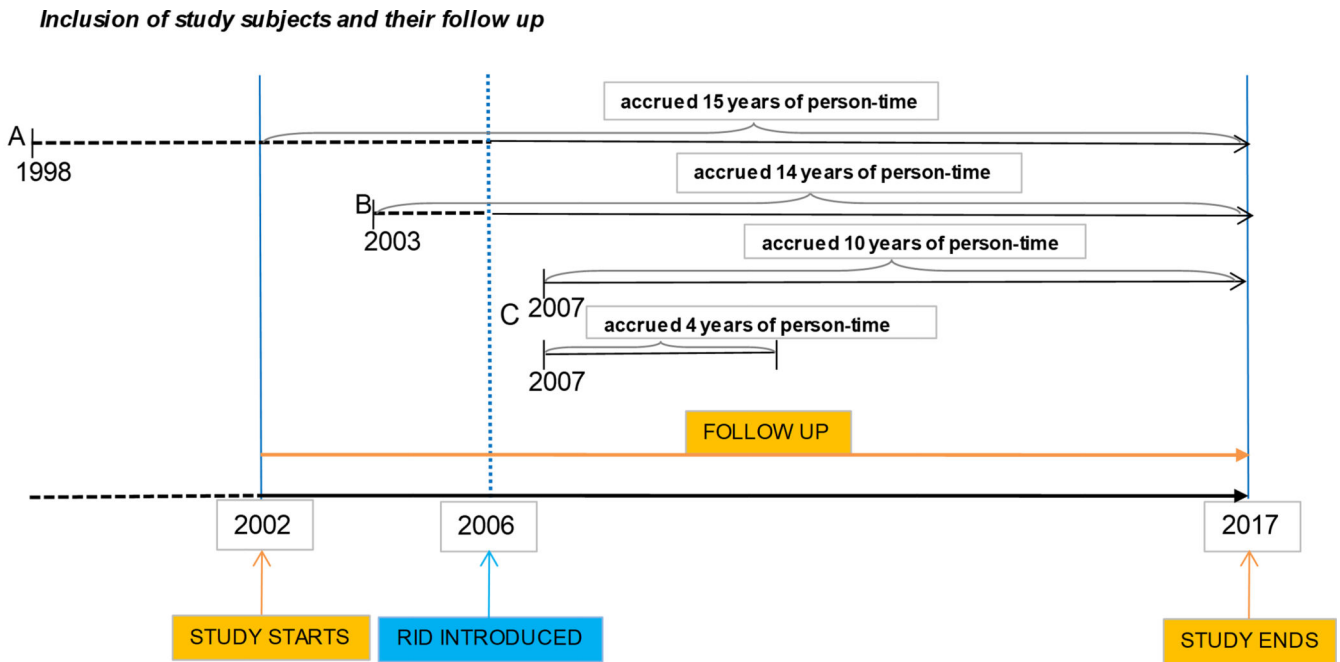 Inclusion of study subjects and their follow up
accrued 15 years of person-time
A
1998
accrued 14 years of person-time
B
2003
accrued 10 years of person-time
2007
C
accrued 4 years of person-time
2007
FOLLOW UP
2002
2006
2017
STUDY STARTS
RID INTRODUCED
STUDY ENDS